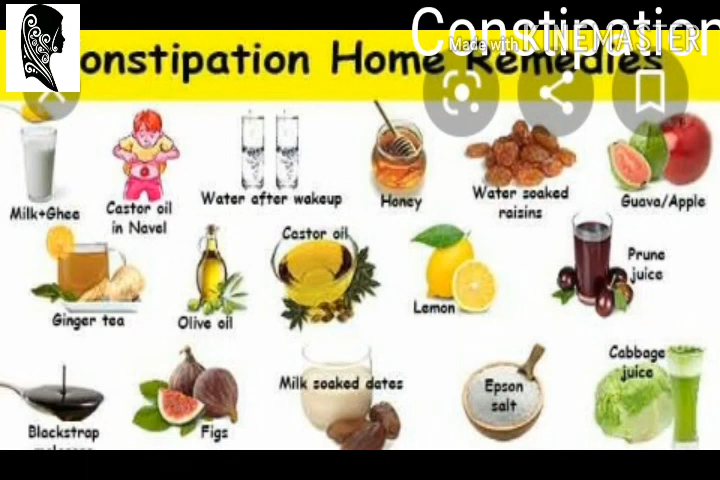 Constipation
Made with KINEMASTER
onstipation Home Remedies
Milk+Ghee
Castor oil
in Navel
Water after wakeup
Honey
Water soaked
raisins
Guava/Apple
Ginger tea
Olive oil
Castor oil
Lemon
Prune
juice
Blackstrap
Figs
Milk soaked dates
Epson
salt
Cabbage
juice